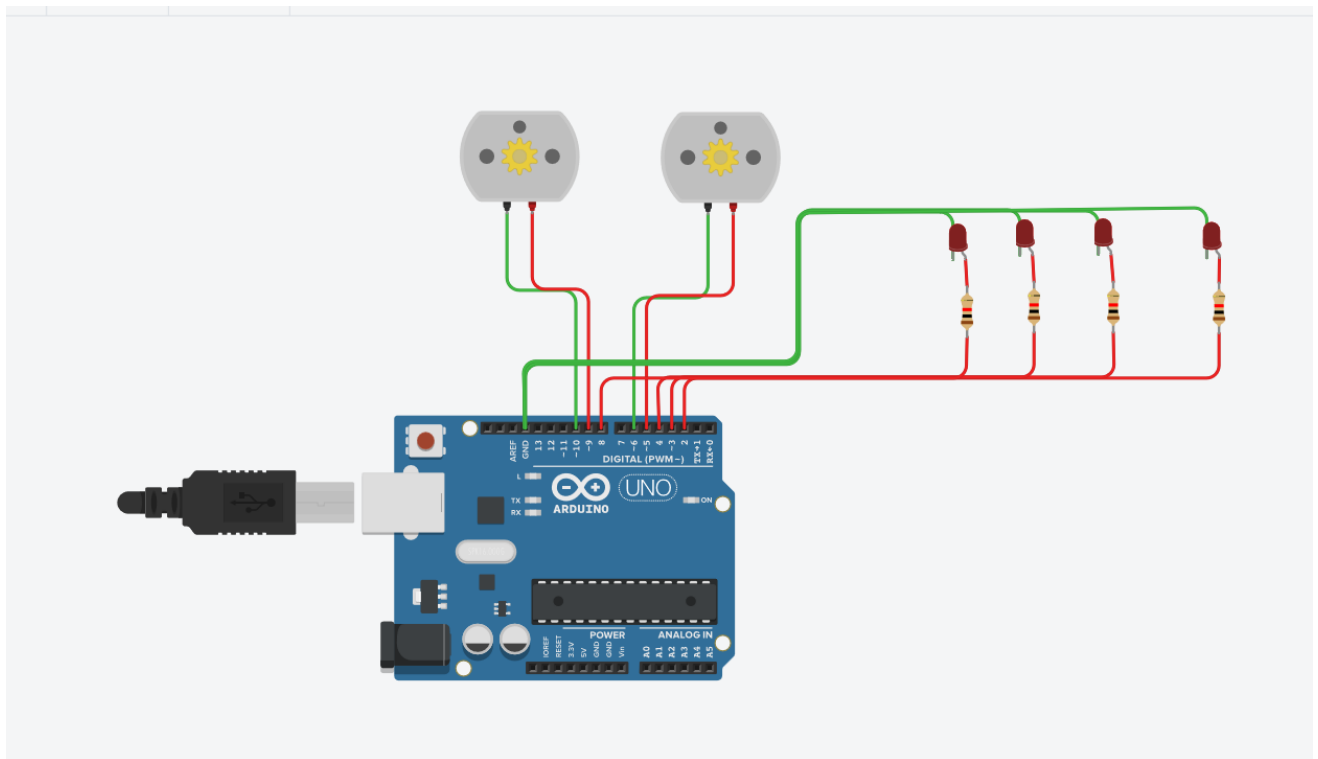 AREF
GND
13
12
~11
~10
~9
8
7
~6
~5
4
~3
2
TX→1
RX←0
DIGITAL (PWM~)
L
TX
RX
ARDUINO
UNO
ON
POWER
ANALOG IN
IOREF
RESET
3.3V
5V
GND
GND
Vin
A0
A1
A2
A3
A4
A5